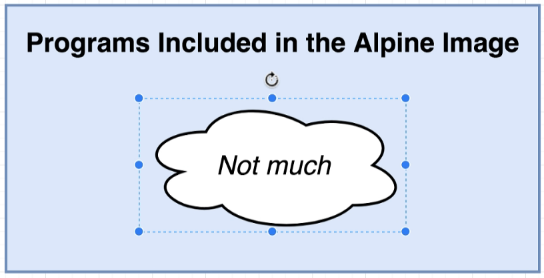 Programs Included in the Alpine Image
Not much